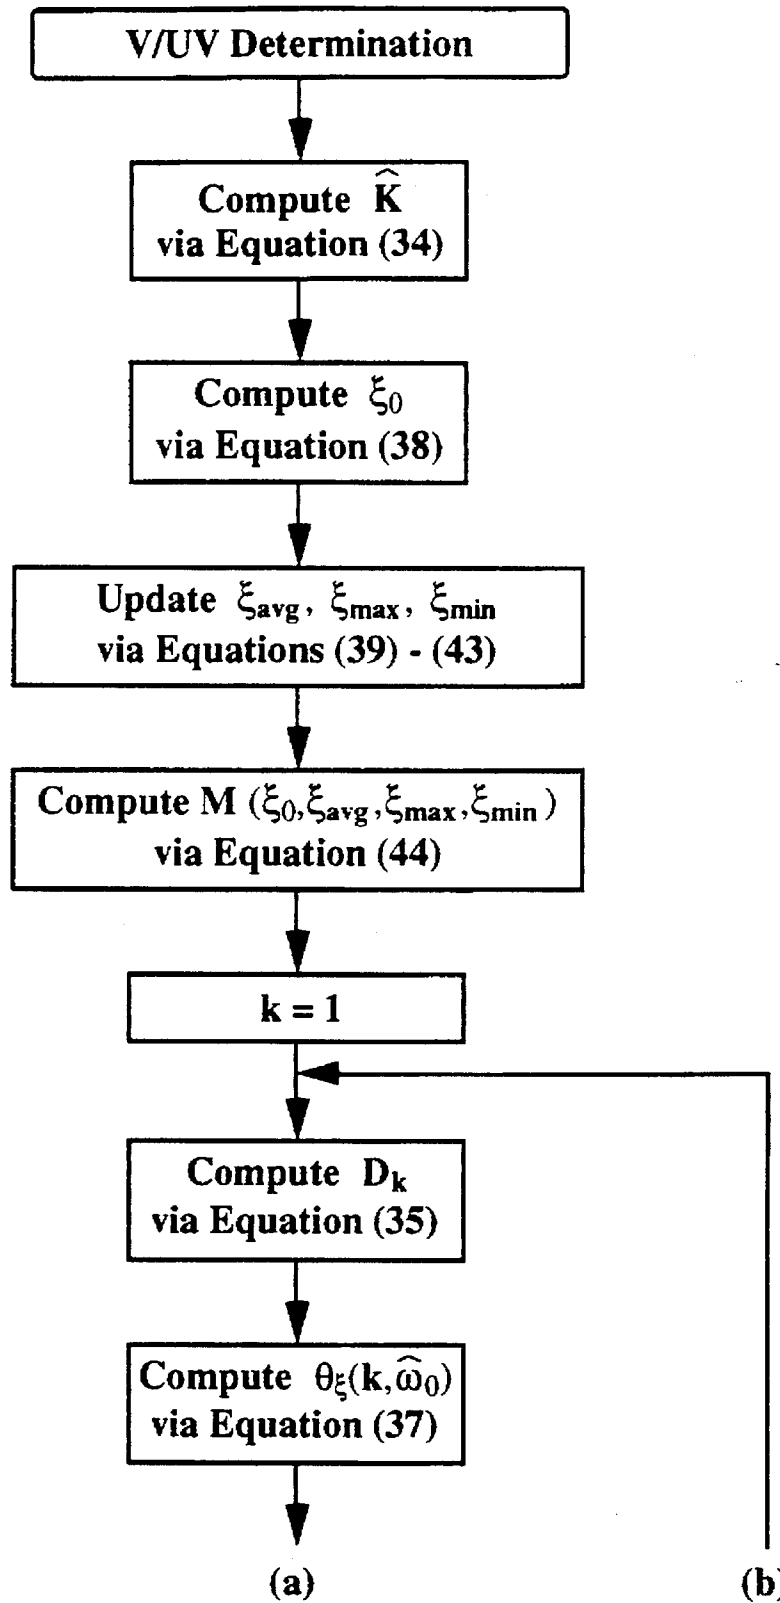 V/UV Determination
Compute K̂
via Equation (34)
Compute ξ₀
via Equation (38)
Update ξavg, ξmax, ξmin
via Equations (39) - (43)
Compute M (ξ₀,ξavg,ξmax,ξmin)
via Equation (44)
k = 1
Compute Dk
via Equation (35)
Compute θξ(k,ω̂₀)
via Equation (37)
(a)
(b)